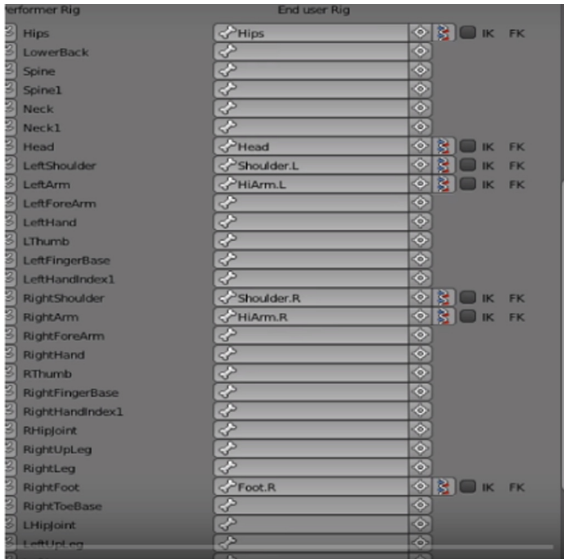 erformer Rig End user Rig
Hips Hips IK FK
LowerBack
Spine
Spine1
Neck
Neck1
Head Head IK FK
LeftShoulder Shoulder.L IK FK
LeftArm HiArm.L IK FK
LeftForeArm
LeftHand
LThumb
LeftFingerBase
LeftHandIndex1
RightShoulder Shoulder.R IK FK
RightArm HiArm.R IK FK
RightForeArm
RightHand
RThumb
RightFingerBase
RightHandIndex1
RHipJoint
RightUpLeg
RightLeg
RightFoot Foot.R IK FK
RightToeBase
LHipJoint
LeftUpLeg